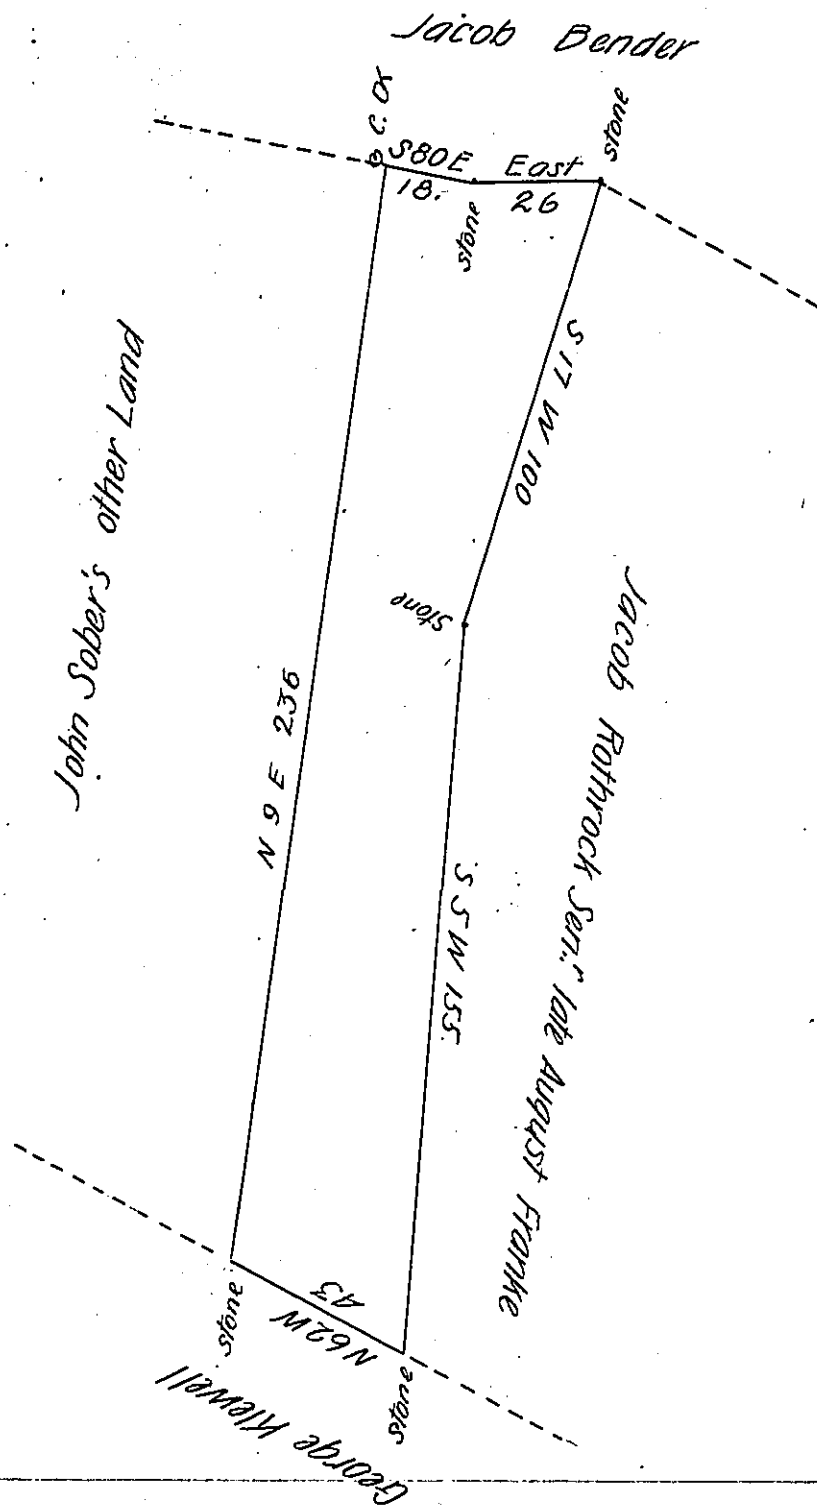 Jacob Bender
C. O
S80E
18.
stone
East
26
stone
S 17 W 100
John Sober's other Land
Stone
N 9 E 236
Jacob Rothrock Sen.r late August Franke
S 5 W 155.
N62W
43
stone
stone
George Klewell